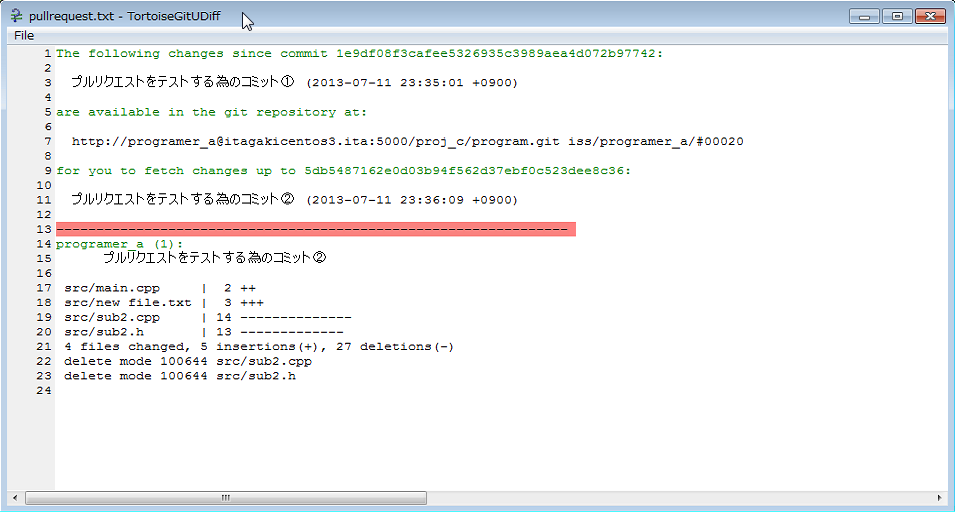 pullrequest.txt - TortoiseGitUDiff
File
1 The following changes since commit 1e9df08f3cafee5326935c3989aea4d072b97742:
2
3   プルリクエストをテストする為のコミット① (2013-07-11 23:35:01 +0900)
4
5 are available in the git repository at:
6
7   http://programer_a@itagakicentos3.ita:5000/proj_c/program.git iss/programer_a/#00020
8
9 for you to fetch changes up to 5db5487162e0d03b94f562d37ebf0c523dee8c36:
10
11   プルリクエストをテストする為のコミット② (2013-07-11 23:36:09 +0900)
12
13 ----------------------------------------------------------------
14 programer_a (1):
15       プルリクエストをテストする為のコミット②
16
17  src/main.cpp     |  2 ++
18  src/new file.txt |  3 +++
19  src/sub2.cpp     | 14 --------------
20  src/sub2.h       | 13 -------------
21  4 files changed, 5 insertions(+), 27 deletions(-)
22  delete mode 100644 src/sub2.cpp
23  delete mode 100644 src/sub2.h
24